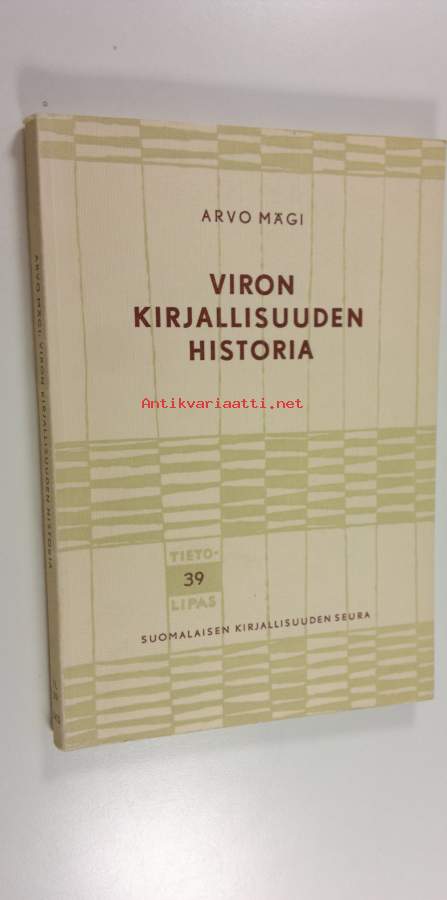 ARVO MÄGI
VIRON
KIRJALLISUUDEN
HISTORIA
Antikvariaatti.net
TIETO-
39
LIPAS
SUOMALAISEN KIRJALLISUUDEN SEURA
ARVO MÄGI: VIRON KIRJALLISUUDEN HISTORIA